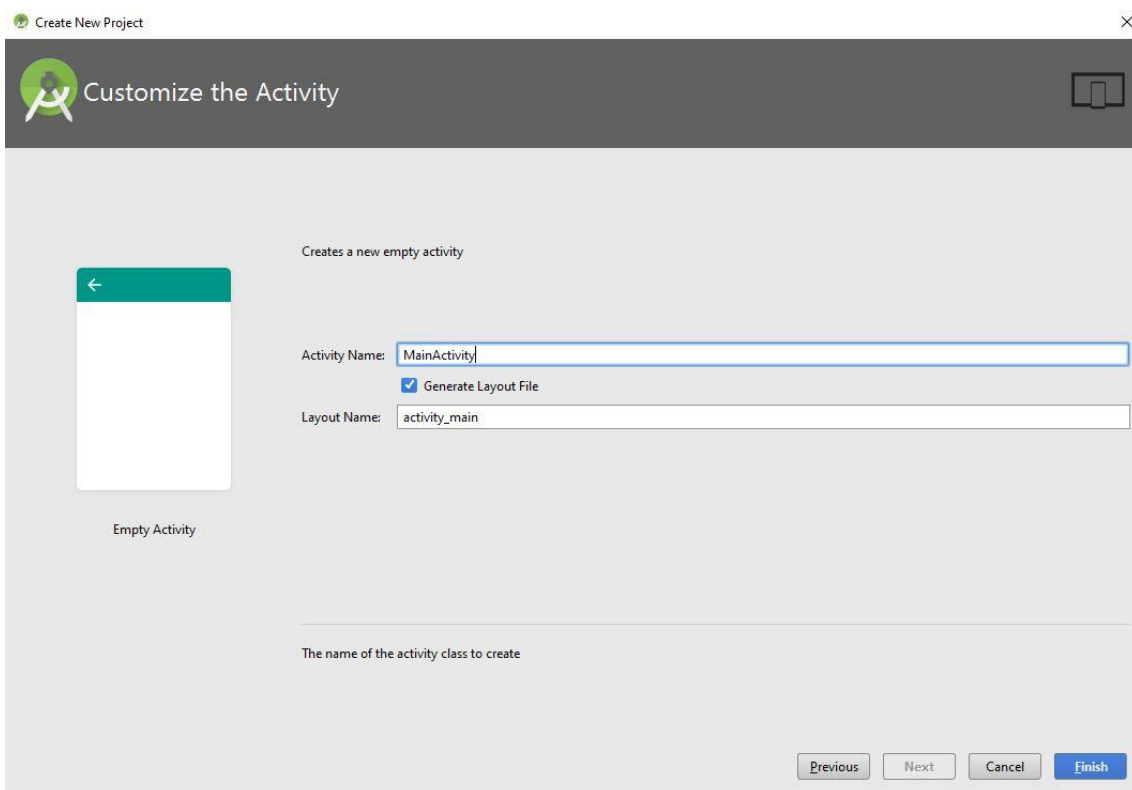 Create New Project
Customize the Activity
Creates a new empty activity
Activity Name: MainActivity
Generate Layout File
Layout Name: activity_main
Empty Activity
The name of the activity class to create
Previous Next Cancel Finish